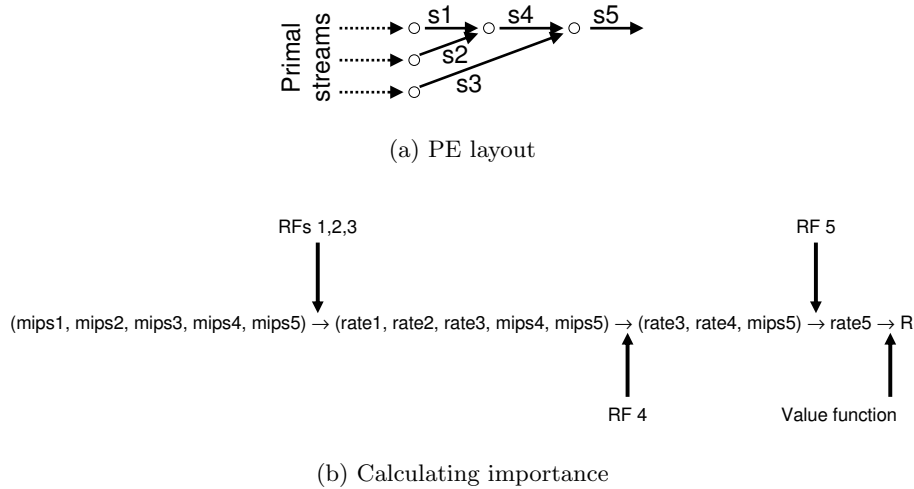 Primal
streams
s1
s2
s3
s4
s5
(a) PE layout
RFs 1,2,3
RF 5
(mips1, mips2, mips3, mips4, mips5) → (rate1, rate2, rate3, mips4, mips5) → (rate3, rate4, mips5) → rate5 → R
RF 4
Value function
(b) Calculating importance